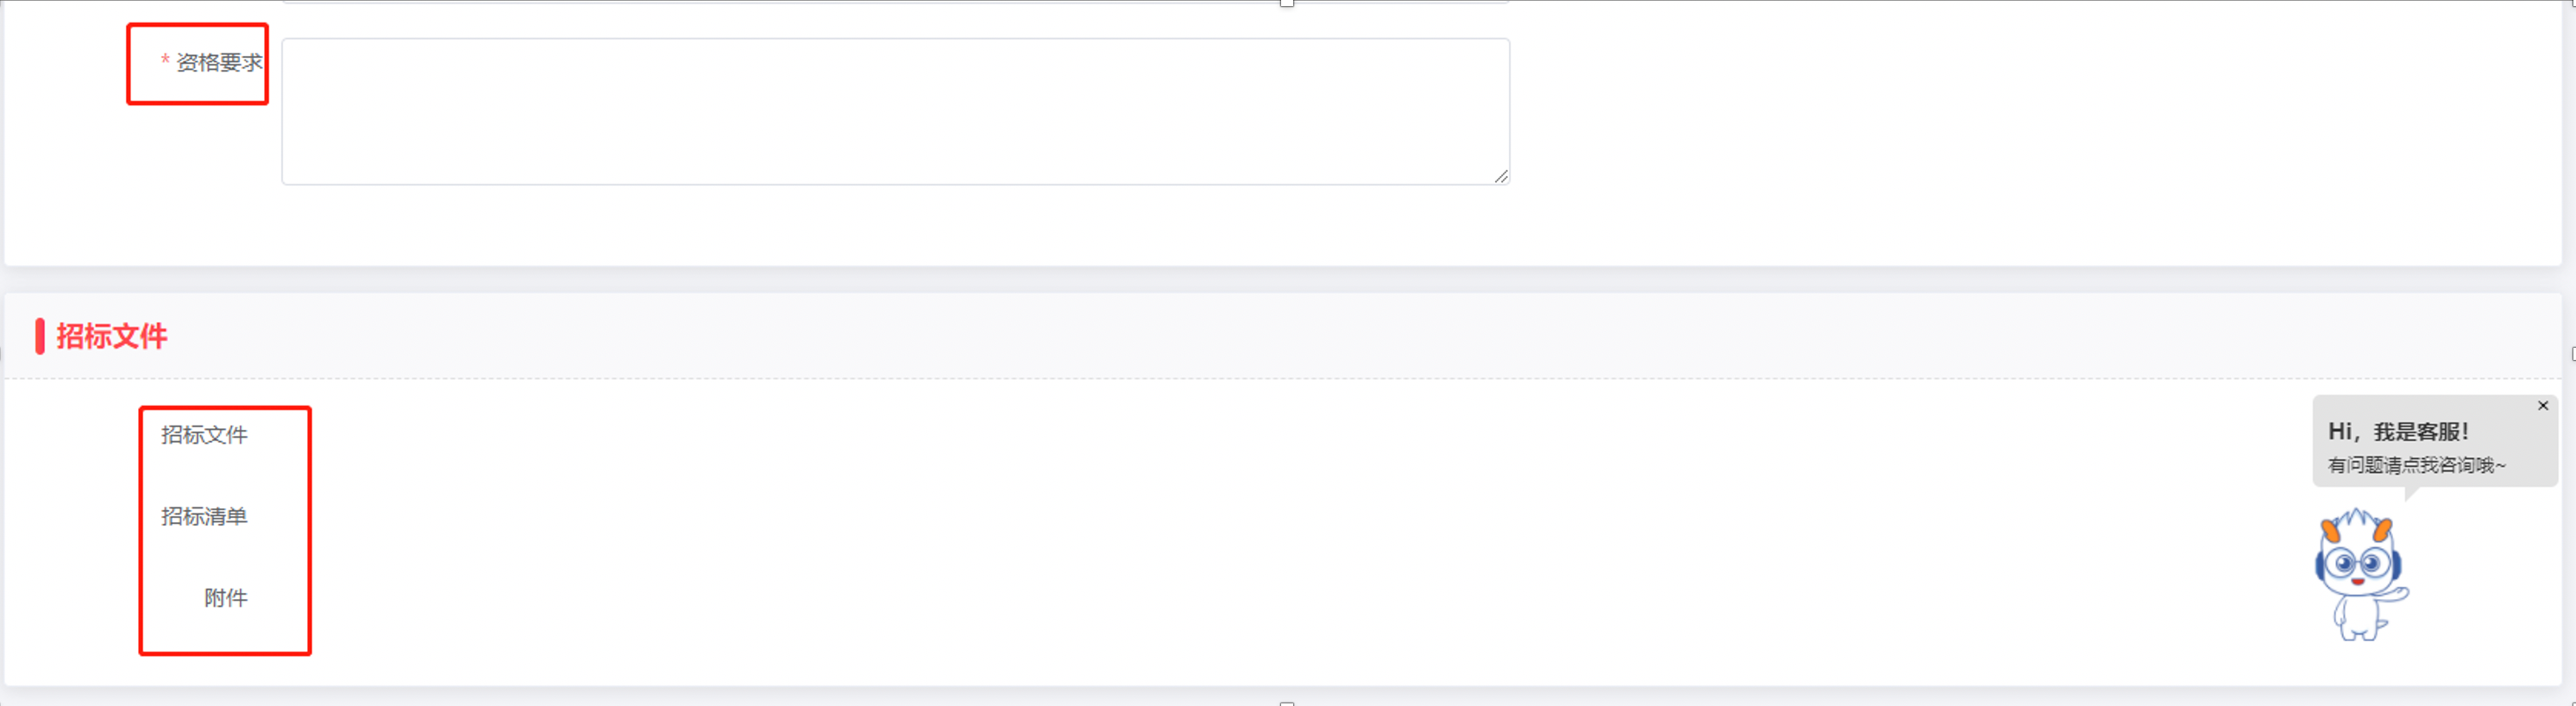 * 资格要求
招标文件
招标文件
招标清单
附件
Hi，我是客服！
有问题请点我咨询哦~